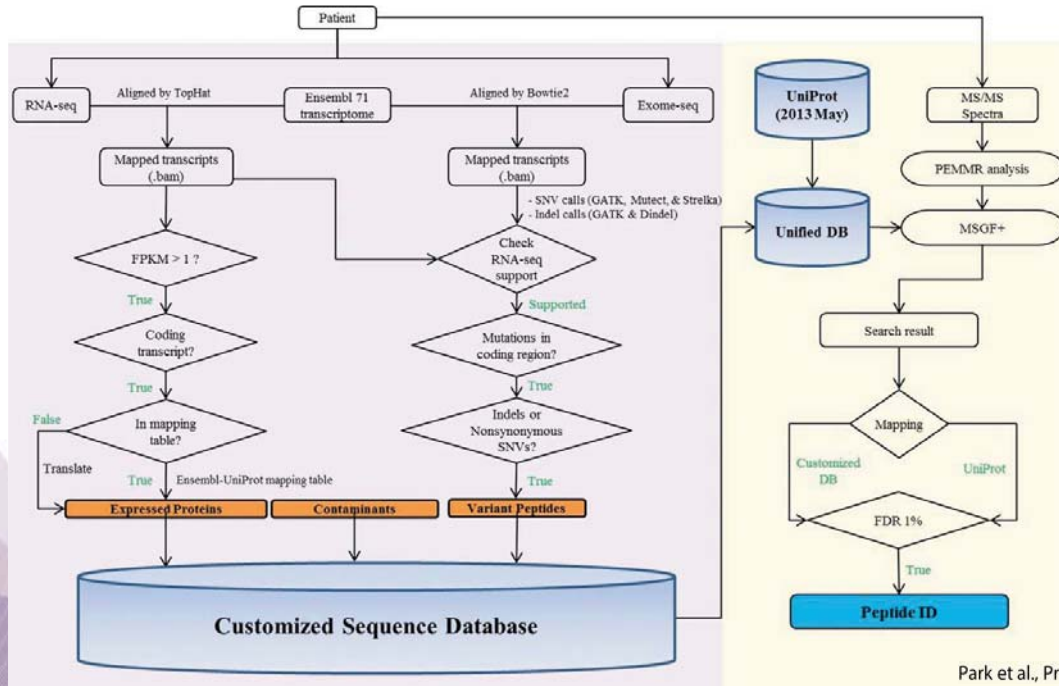 Patient
RNA-seq
Aligned by TopHat
Ensembl 71
transcriptome
Aligned by Bowtie2
Exome-seq
Mapped transcripts
(.bam)
Mapped transcripts
(.bam)
- SNV calls (GATK, Mutect, & Strelka)
- Indel calls (GATK & Dindel)
FPKM > 1 ?
Check
RNA-seq
support
True
Supported
Coding
transcript?
Mutations in
coding region?
True
True
False
In mapping
table?
Indels or
Nonsynonymous
SNVs?
Translate
True
Ensembl-UniProt mapping table
True
Expressed Proteins
Contaminants
Variant Peptides
Customized Sequence Database
UniProt
(2013 May)
MS/MS
Spectra
PEMMR analysis
Unified DB
MSGF+
Search result
Mapping
Customized
DB
UniProt
FDR 1%
True
Peptide ID
Park et al., Pr